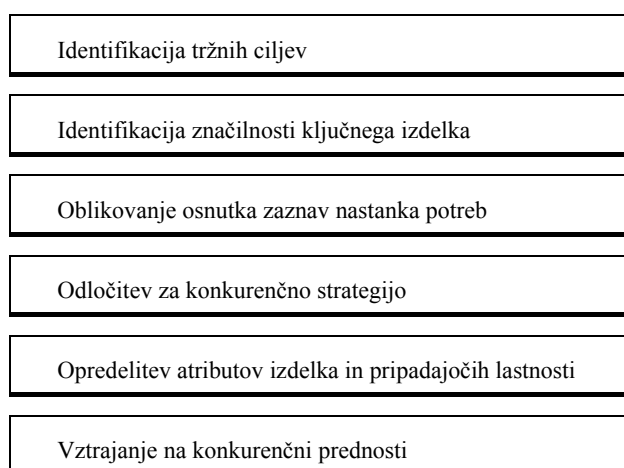 Identifikacija tržnih ciljev
Identifikacija značilnosti ključnega izdelka
Oblikovanje osnutka zaznav nastanka potreb
Odločitev za konkurenčno strategijo
Opredelitev atributov izdelka in pripadajočih lastnosti
Vztrajanje na konkurenčni prednosti